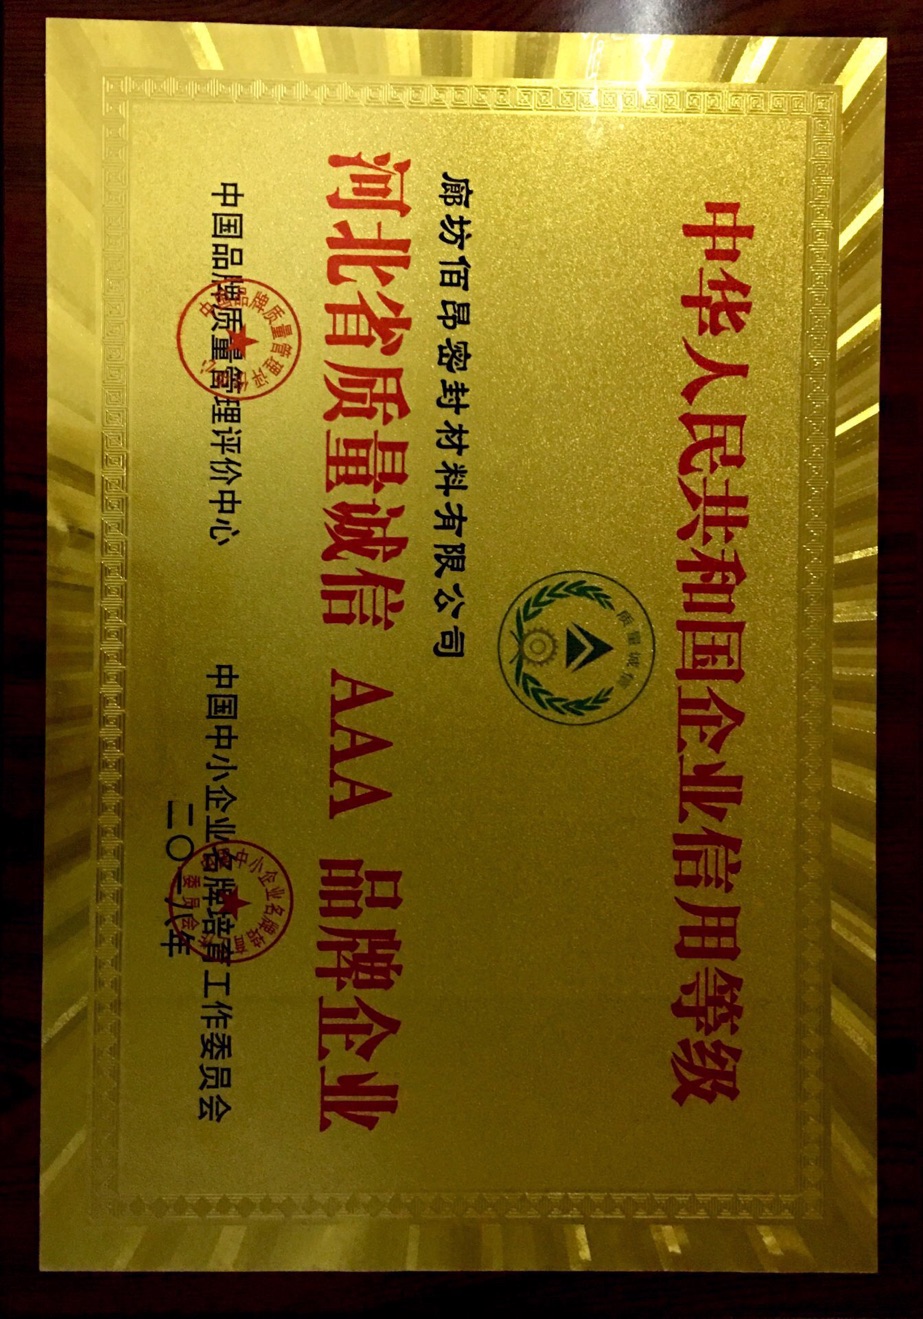 中华人民共和国企业信用等级
质量诚信
廊坊佰昂密封材料有限公司
河北省质量诚信 AAA 品牌企业
中国品牌质量管理评价中心
中国中小企业名牌培育工作委员会
二〇一八年